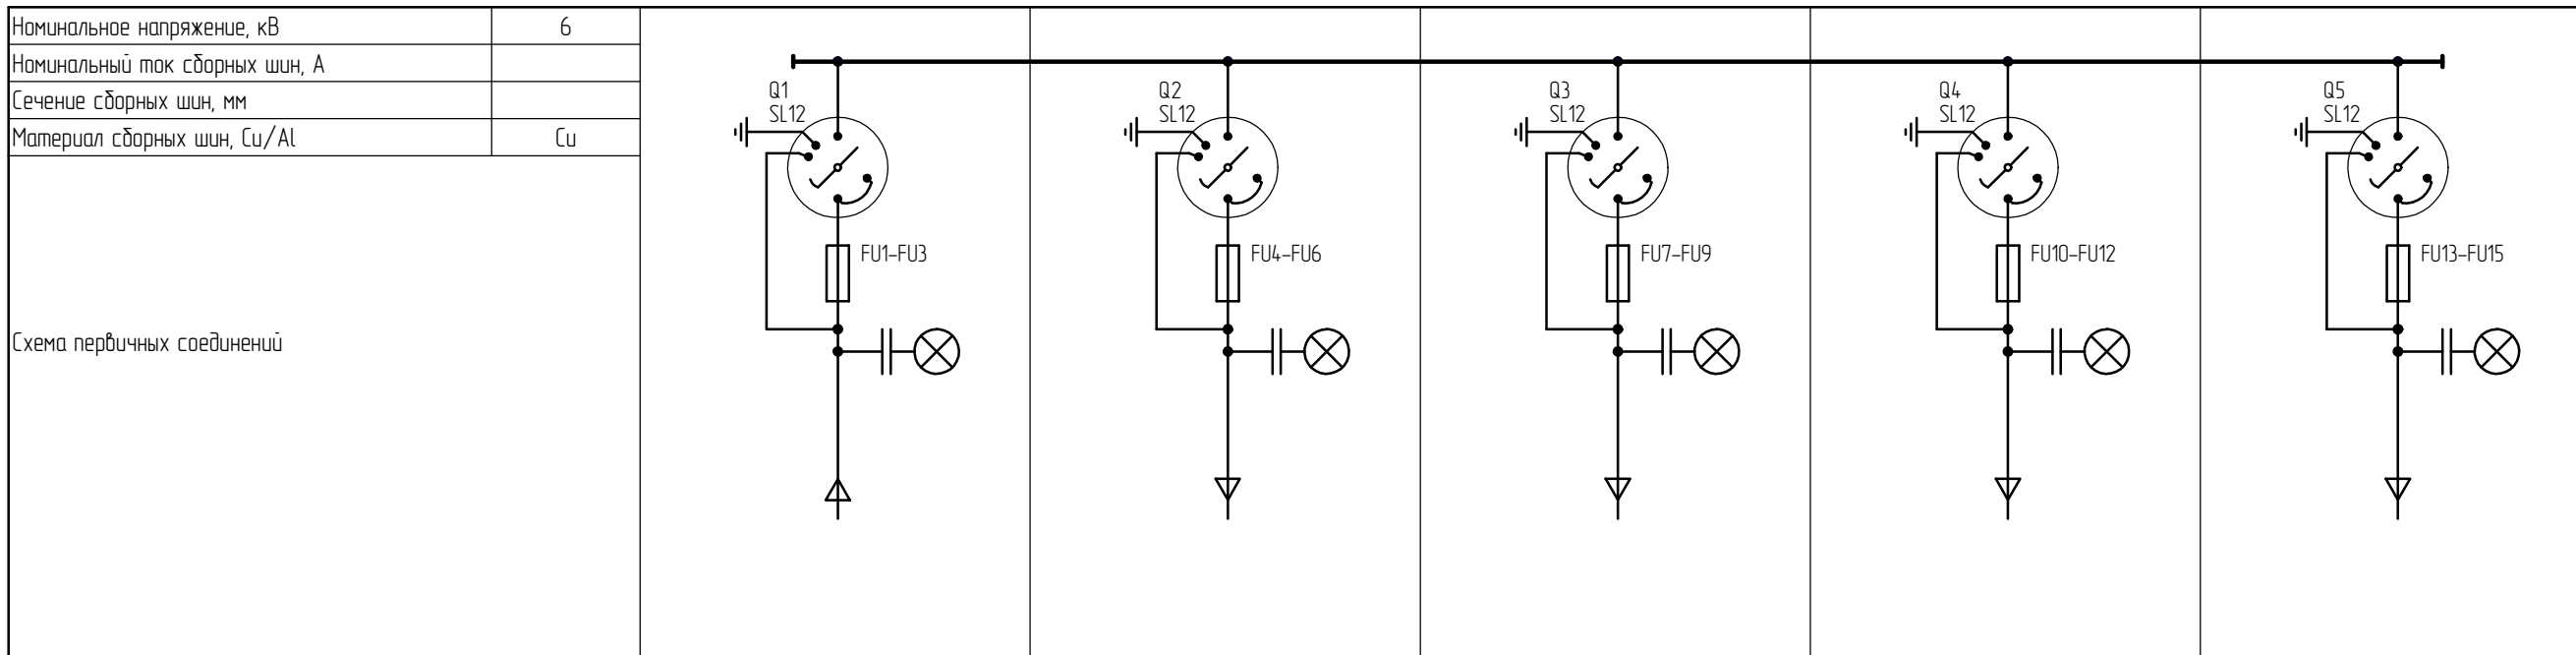 Номинальное напряжение, кВ 6
Номинальный ток сборных шин, А
Сечение сборных шин, мм
Материал сборных шин, Cu/Al Cu
Схема первичных соединений
Q1
SL12
FU1-FU3
Q2
SL12
FU4-FU6
Q3
SL12
FU7-FU9
Q4
SL12
FU10-FU12
Q5
SL12
FU13-FU15